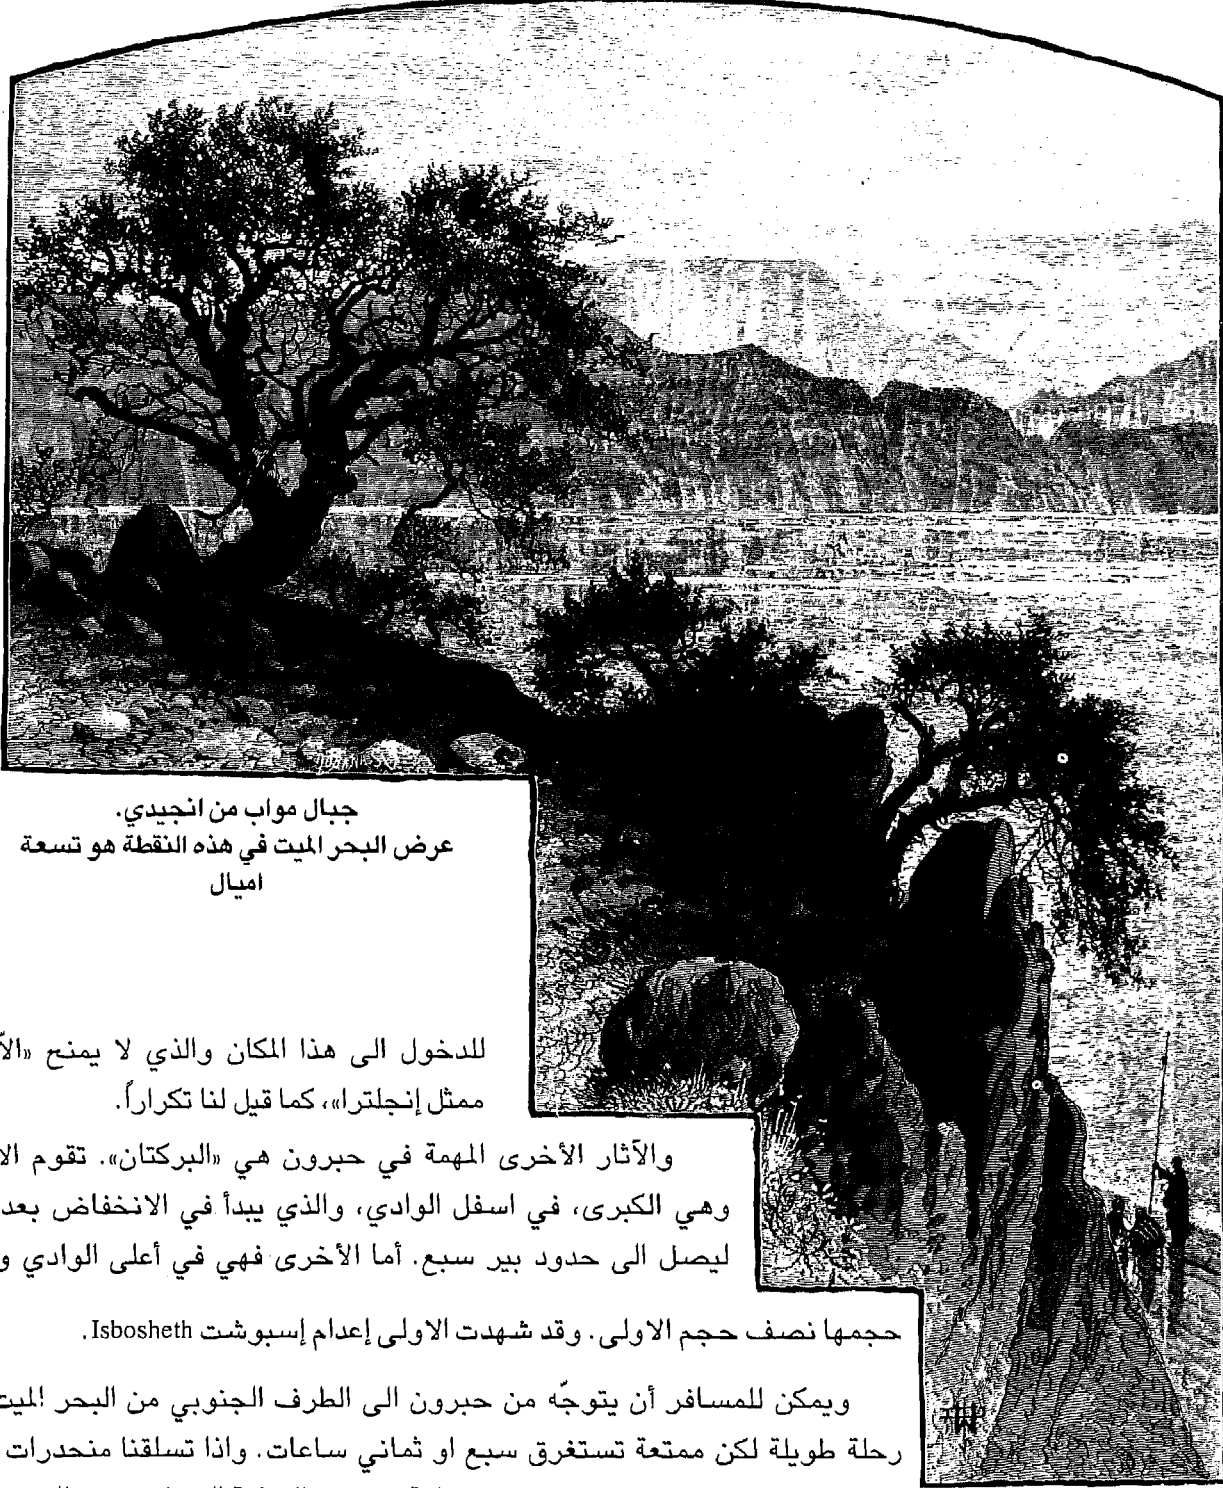 جبال مواب من انجيدي.
عرض البحر الميت في هذه النقطة هو تسعة
اميال
للدخول الى هذا المكان والذي لا يمنح
ممثل إنجلترا»، كما قيل لنا تكراراً.
والآثار الأخرى المهمة في حبرون هي «البركتان». تقوم
وهي الكبرى، في اسفل الوادي، والذي يبدأ في الانخفاض بعد
ليصل الى حدود بير سبع. أما الأخرى فهي في أعلى الوادي
حجمها نصف حجم الاولى. وقد شهدت الاولى إعدام إسبوشت Isbosheth.
ويمكن للمسافر أن يتوجّه من حبرون الى الطرف الجنوبي من البحر الميت
رحلة طويلة لكن ممتعة تستغرق سبع او ثماني ساعات. واذا تسلقنا منحدرات